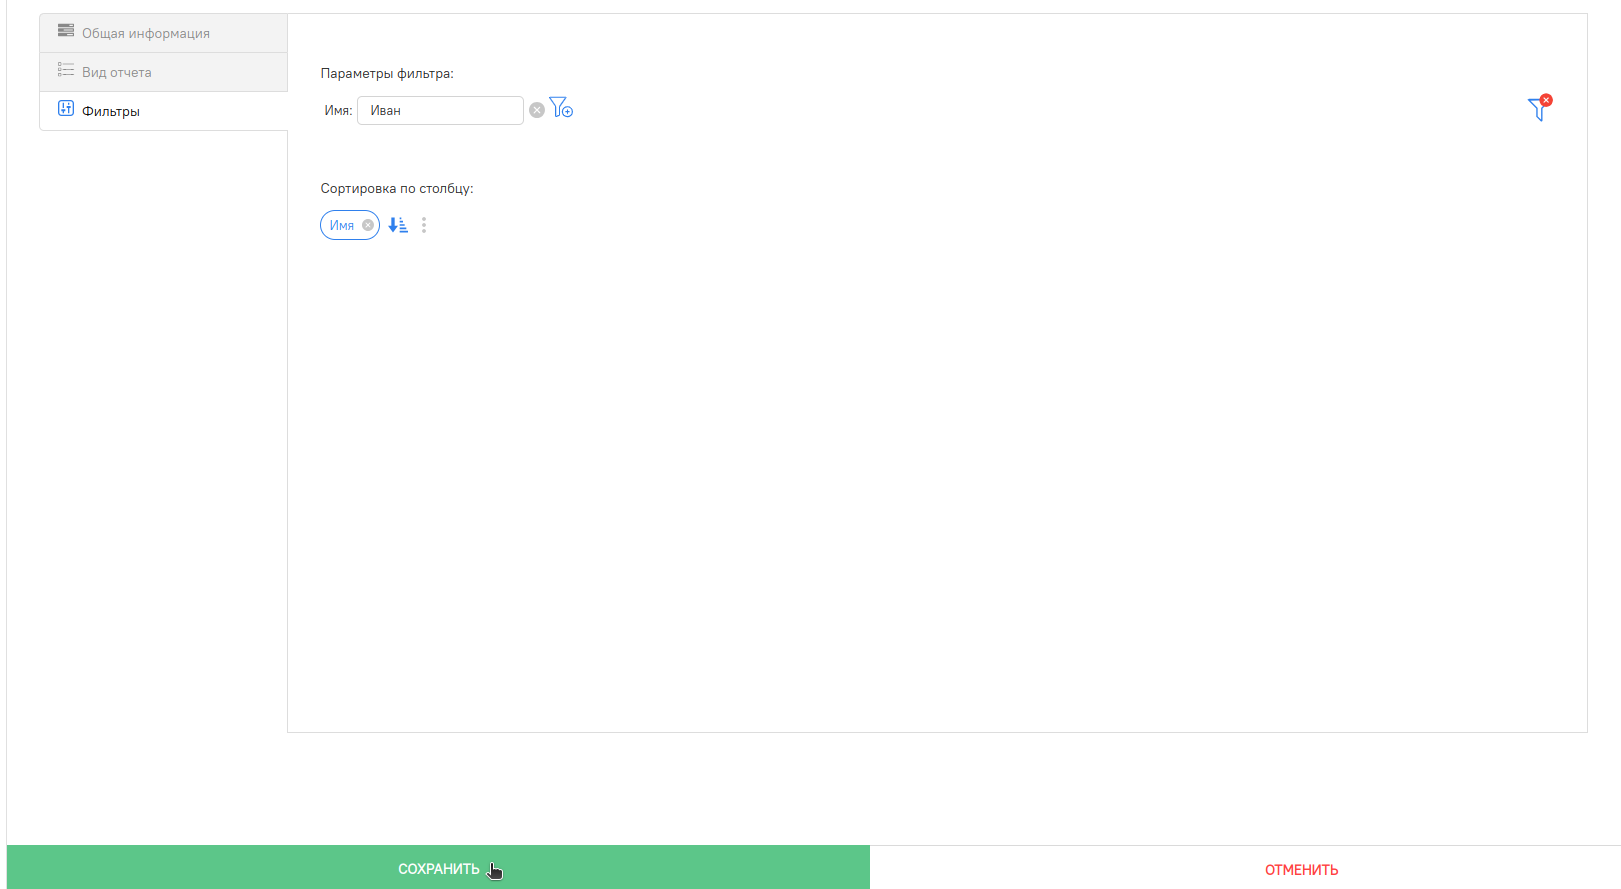 Общая информация
Вид отчета
Фильтры
Параметры фильтра:
Имя: Иван
Сортировка по столбцу:
Имя
СОХРАНИТЬ
ОТМЕНИТЬ